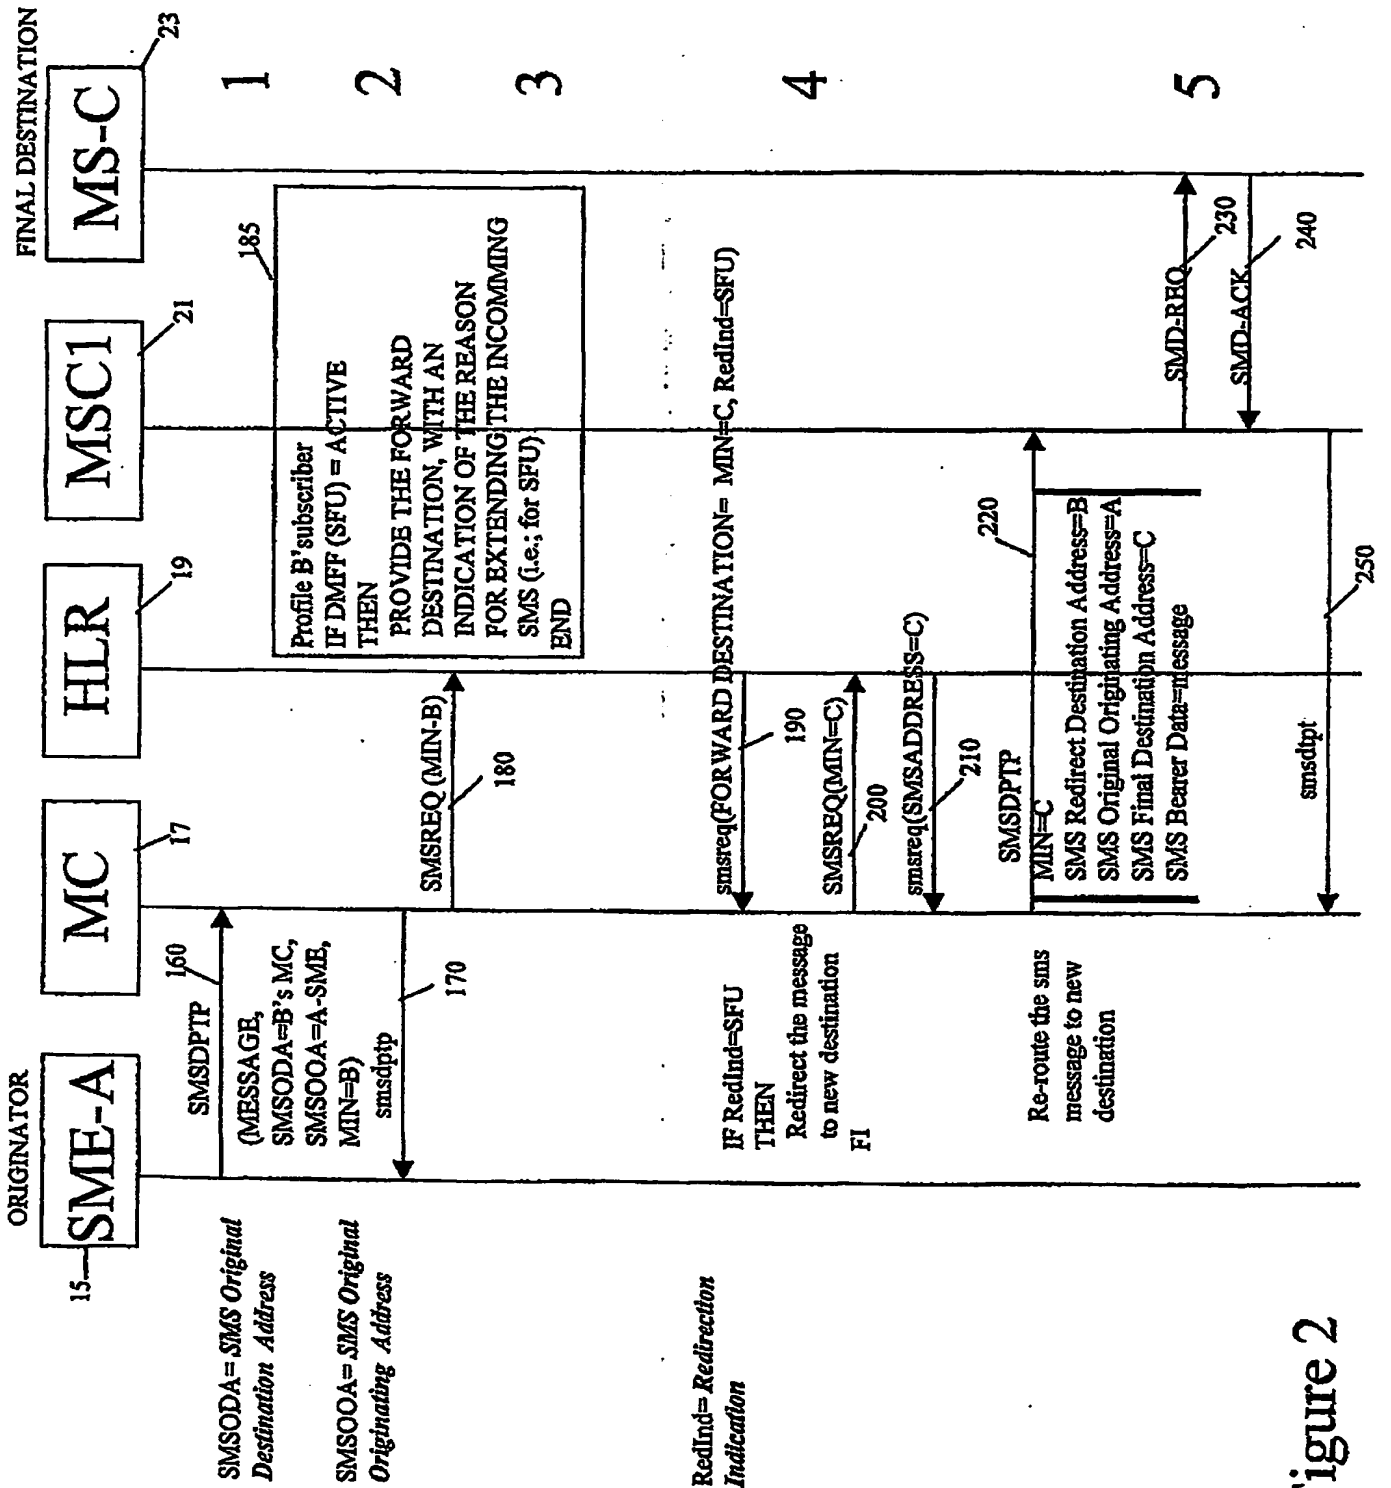 ORIGINATOR
FINAL DESTINATION
SME-A
MC
HLR
MSC1
MS-C
15
17
19
21
23
SMSODA= SMS Original
Destination Address
SMSOOA= SMS Original
Originating Address
RedInd= Redirection
Indication
1
SMSDPTP
160
(MESSAGE,
SMSODA=B's MC,
SMSOOA=A-SME,
MIN=B)
smsdptp
170
2
SMSREQ (MIN-B)
180
185
Profile B'subscriber
IF DMFF (SFU) = ACTIVE
THEN
PROVIDE THE FORWARD
DESTINATION, WITH AN
INDICATION OF THE REASON
FOR EXTENDING THE INCOMMING
SMS (i.e.; for SFU)
END
3
smsreq(FORWARD DESTINATION= MIN=C, RedInd=SFU)
190
4
IF RedInd=SFU
THEN
Redirect the message
to new destination
FI
SMSREQ(MIN=C)
200
smsreq(SMSADDRESS=C)
210
SMSDPTP
220
MIN=C
SMS Redirect Destination Address=B
SMS Original Originating Address=A
SMS Final Destination Address=C
SMS Bearer Data=message
Re-route the sms
message to new
destination
5
SMD-REQ
230
SMD-ACK
240
smsdtpt
250
igure 2